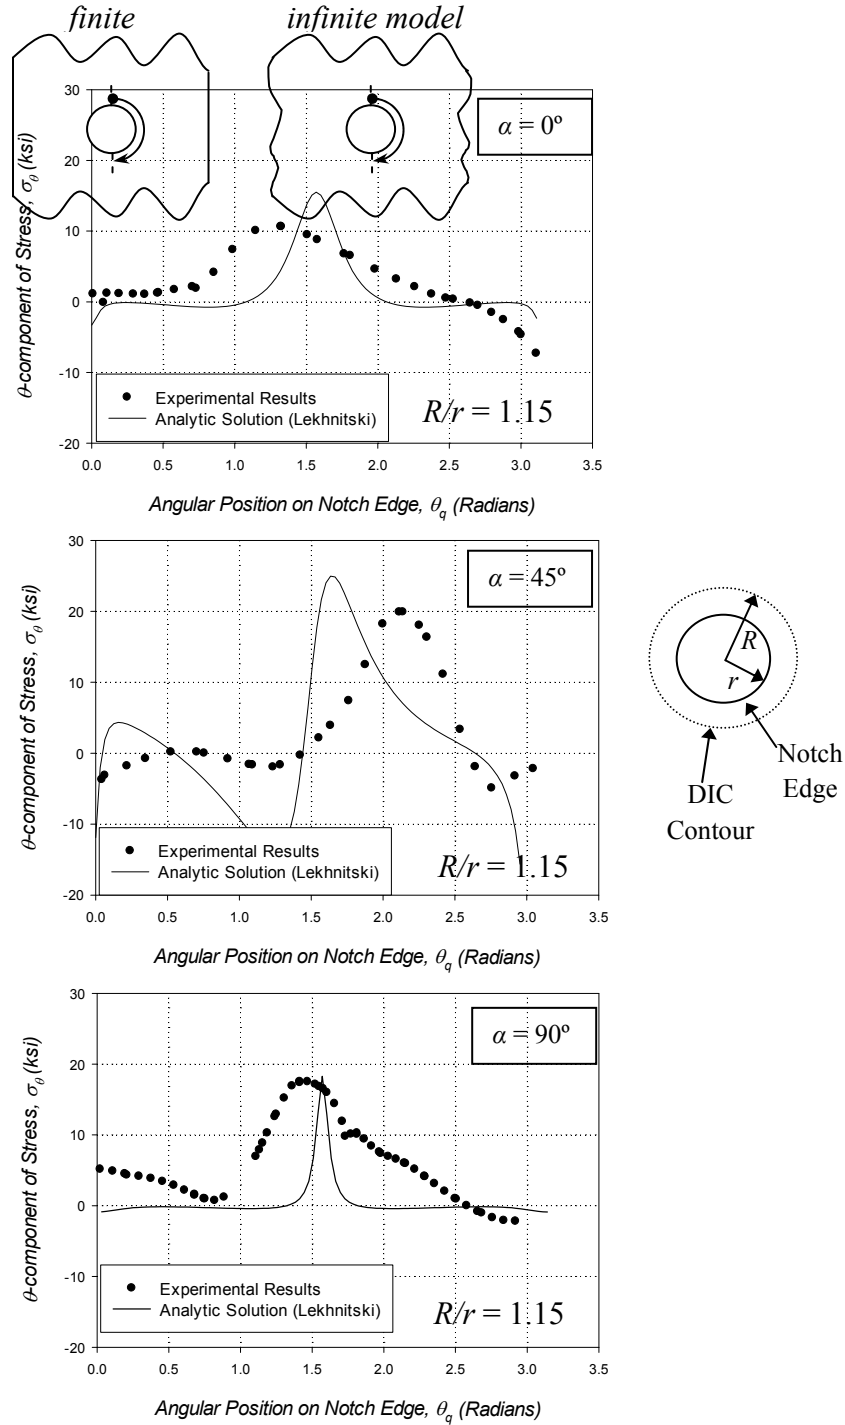 finite
infinite model
30
20
10
0
-10
-20
θ-component of Stress, σθ (ksi)
α = 0º
Experimental Results
Analytic Solution (Lekhnitski)
R/r = 1.15
0.0 0.5 1.0 1.5 2.0 2.5 3.0 3.5
Angular Position on Notch Edge, θq (Radians)
30
20
10
0
-10
-20
θ-component of Stress, σθ (ksi)
α = 45º
Experimental Results
Analytic Solution (Lekhnitski)
R/r = 1.15
0.0 0.5 1.0 1.5 2.0 2.5 3.0 3.5
Angular Position on Notch Edge, θq (Radians)
R
r
Notch
Edge
DIC
Contour
30
20
10
0
-10
-20
θ-component of Stress, σθ (ksi)
α = 90º
Experimental Results
Analytic Solution (Lekhnitski)
R/r = 1.15
0.0 0.5 1.0 1.5 2.0 2.5 3.0 3.5
Angular Position on Notch Edge, θq (Radians)